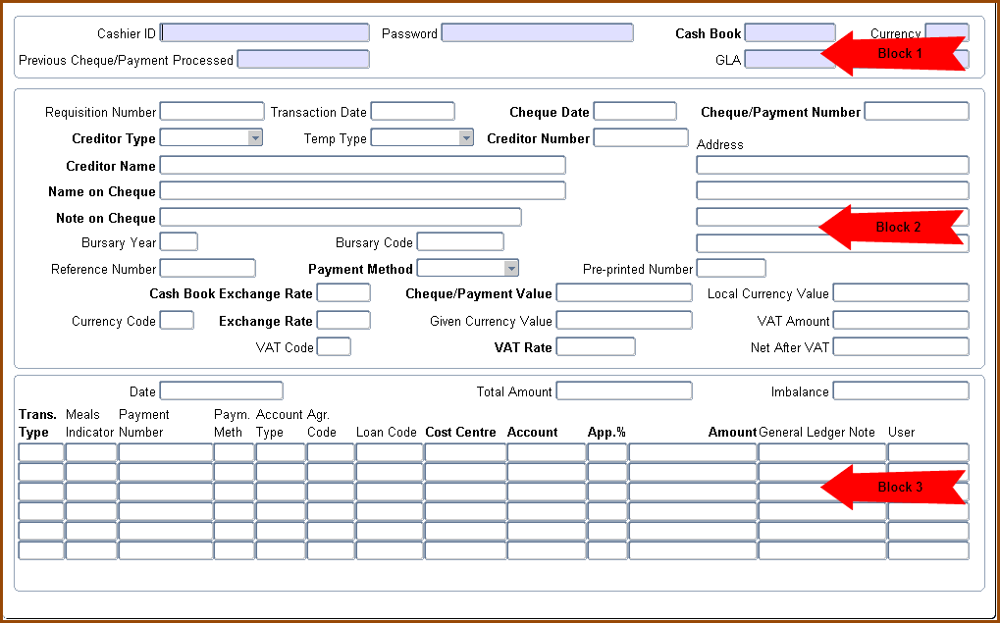 Cashier ID Password Cash Book Currency
Previous Cheque/Payment Processed GLA Block 1
Requisition Number Transaction Date Cheque Date Cheque/Payment Number
Creditor Type Temp Type Creditor Number Address
Creditor Name
Name on Cheque
Note on Cheque Block 2
Bursary Year Bursary Code
Reference Number Payment Method Pre-printed Number
Cash Book Exchange Rate Cheque/Payment Value Local Currency Value
Currency Code Exchange Rate Given Currency Value VAT Amount
VAT Code VAT Rate Net After VAT
Date Total Amount Imbalance
Trans. Meals Payment Paym. Account Agr.
Type Indicator Number Meth Type Code Loan Code Cost Centre Account App.% Amount General Ledger Note User
Block 3